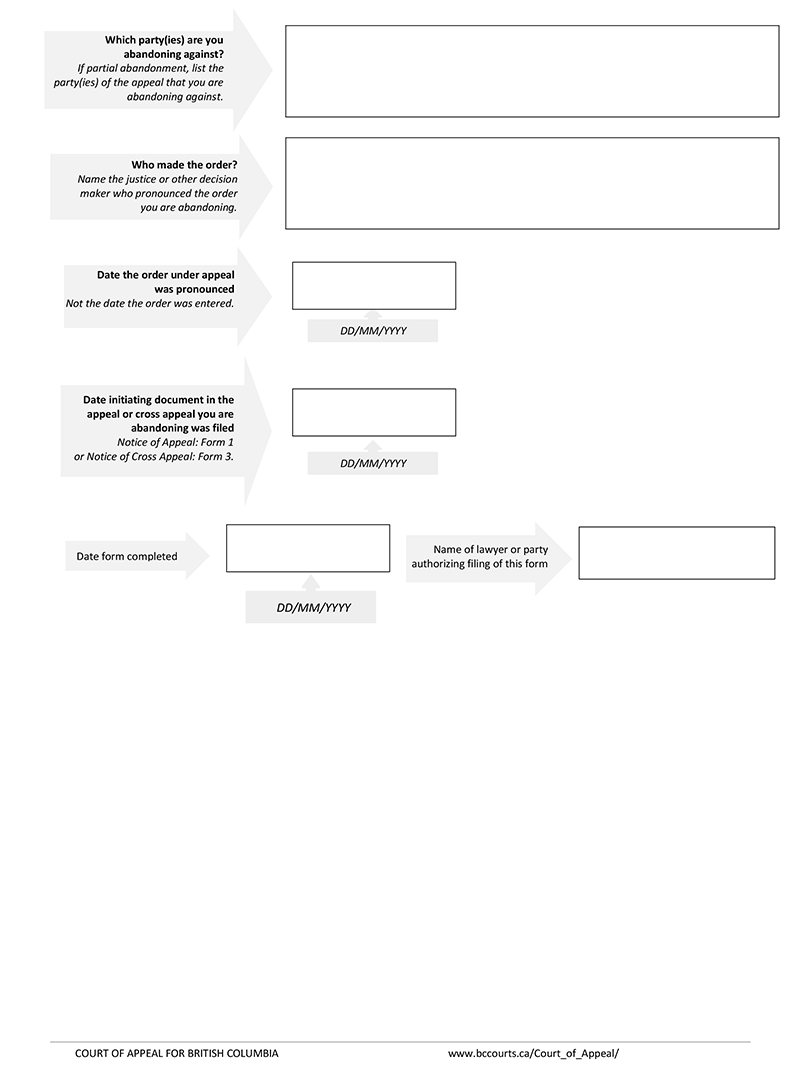 Which party(ies) are you
abandoning against?
If partial abandonment, list the
party(ies) of the appeal that you are
abandoning against.
Who made the order?
Name the justice or other decision
maker who pronounced the order
you are abandoning.
Date the order under appeal
was pronounced
Not the date the order was entered.
DD/MM/YYYY
Date initiating document in the
appeal or cross appeal you are
abandoning was filed
Notice of Appeal: Form 1
or Notice of Cross Appeal: Form 3.
DD/MM/YYYY
Date form completed
DD/MM/YYYY
Name of lawyer or party
authorizing filing of this form
COURT OF APPEAL FOR BRITISH COLUMBIA
www.bccourts.ca/Court_of_Appeal/